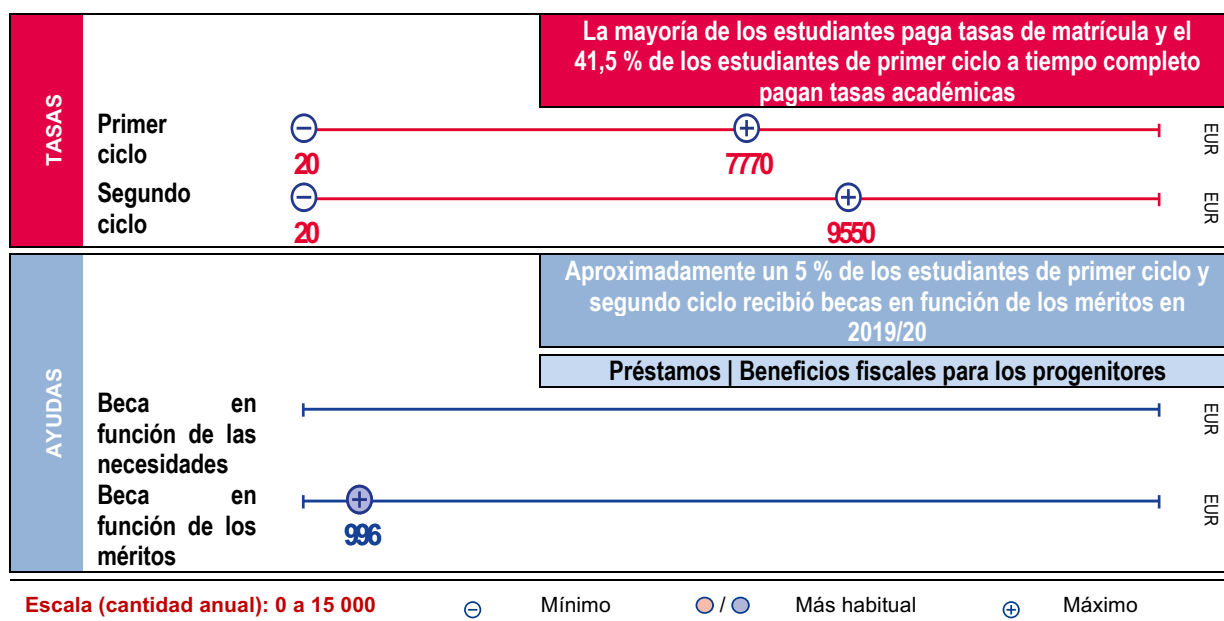 La mayoría de los estudiantes paga tasas de matrícula y el
41,5 % de los estudiantes de primer ciclo a tiempo completo
pagan tasas académicas
TASAS
Primer
ciclo
20
7770
EUR
Segundo
ciclo
20
9550
EUR
Aproximadamente un 5 % de los estudiantes de primer ciclo y
segundo ciclo recibió becas en función de los méritos en
2019/20
Préstamos | Beneficios fiscales para los progenitores
AYUDAS
Beca en
función de las
necesidades
EUR
Beca en
función de los
méritos
996
EUR
Escala (cantidad anual): 0 a 15 000 Mínimo / Más habitual Máximo